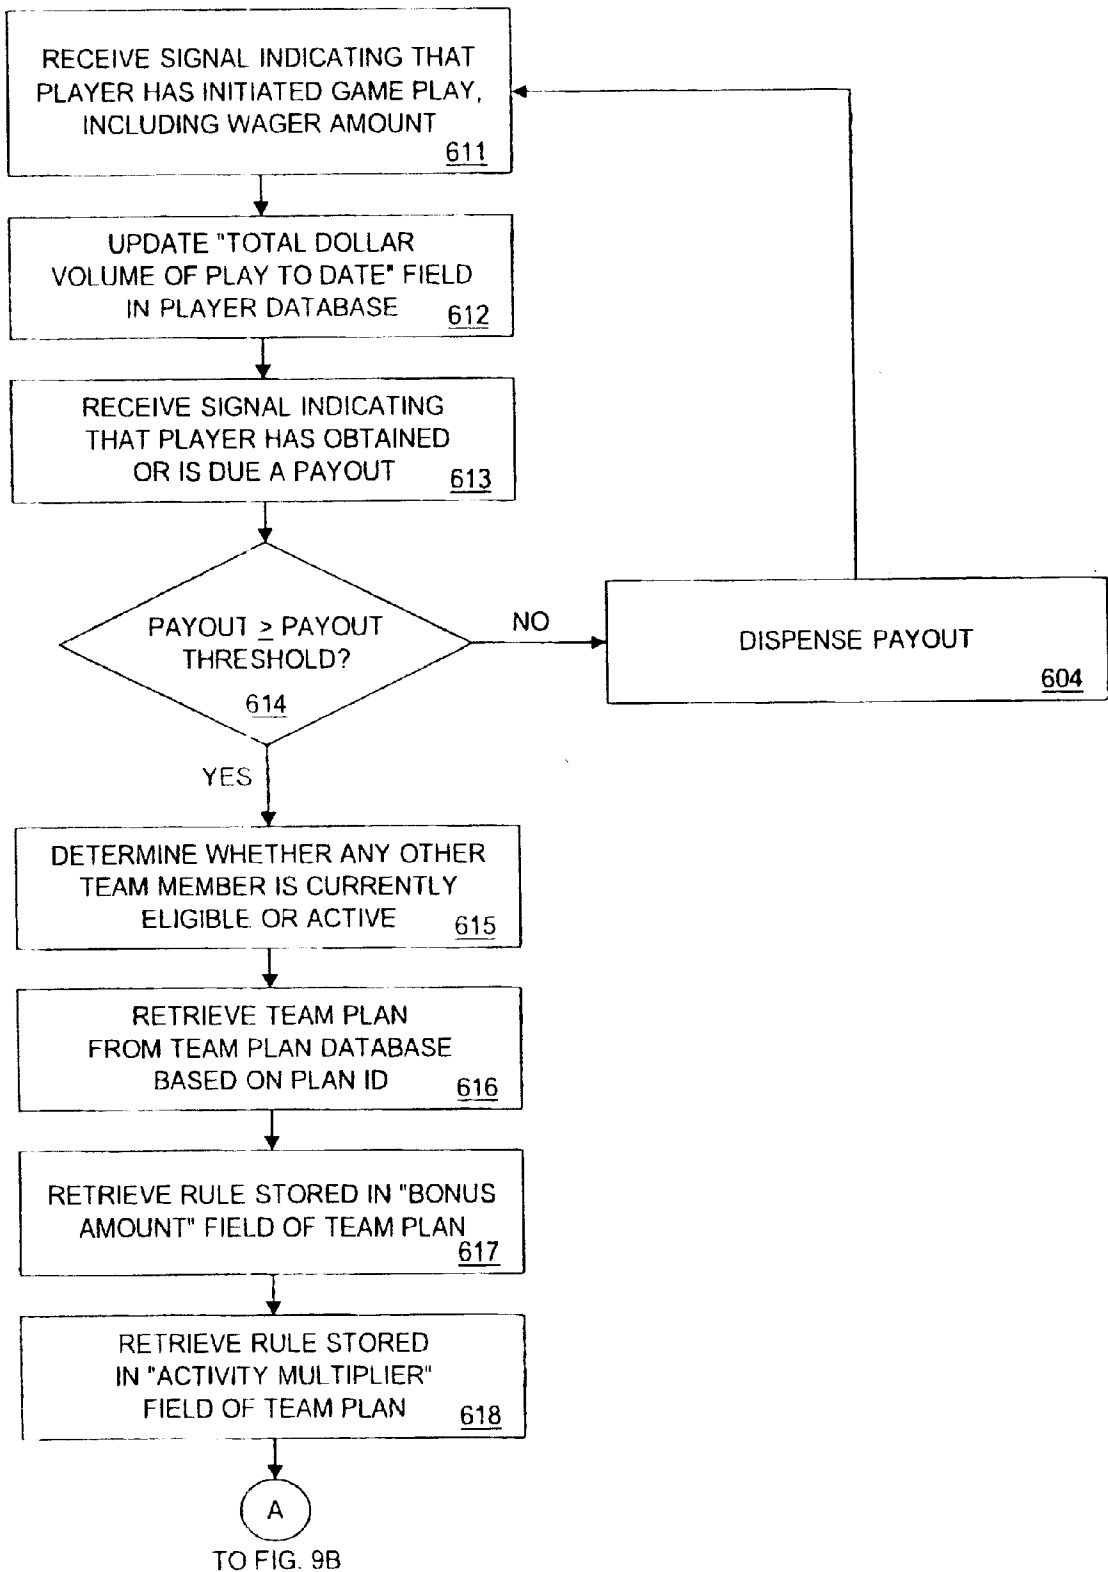 RECEIVE SIGNAL INDICATING THAT
PLAYER HAS INITIATED GAME PLAY,
INCLUDING WAGER AMOUNT
611
UPDATE "TOTAL DOLLAR
VOLUME OF PLAY TO DATE" FIELD
IN PLAYER DATABASE
612
RECEIVE SIGNAL INDICATING
THAT PLAYER HAS OBTAINED
OR IS DUE A PAYOUT
613
PAYOUT ≥ PAYOUT
THRESHOLD?
614
NO
DISPENSE PAYOUT
604
YES
DETERMINE WHETHER ANY OTHER
TEAM MEMBER IS CURRENTLY
ELIGIBLE OR ACTIVE
615
RETRIEVE TEAM PLAN
FROM TEAM PLAN DATABASE
BASED ON PLAN ID
616
RETRIEVE RULE STORED IN "BONUS
AMOUNT" FIELD OF TEAM PLAN
617
RETRIEVE RULE STORED
IN "ACTIVITY MULTIPLIER"
FIELD OF TEAM PLAN
618
A
TO FIG. 9B